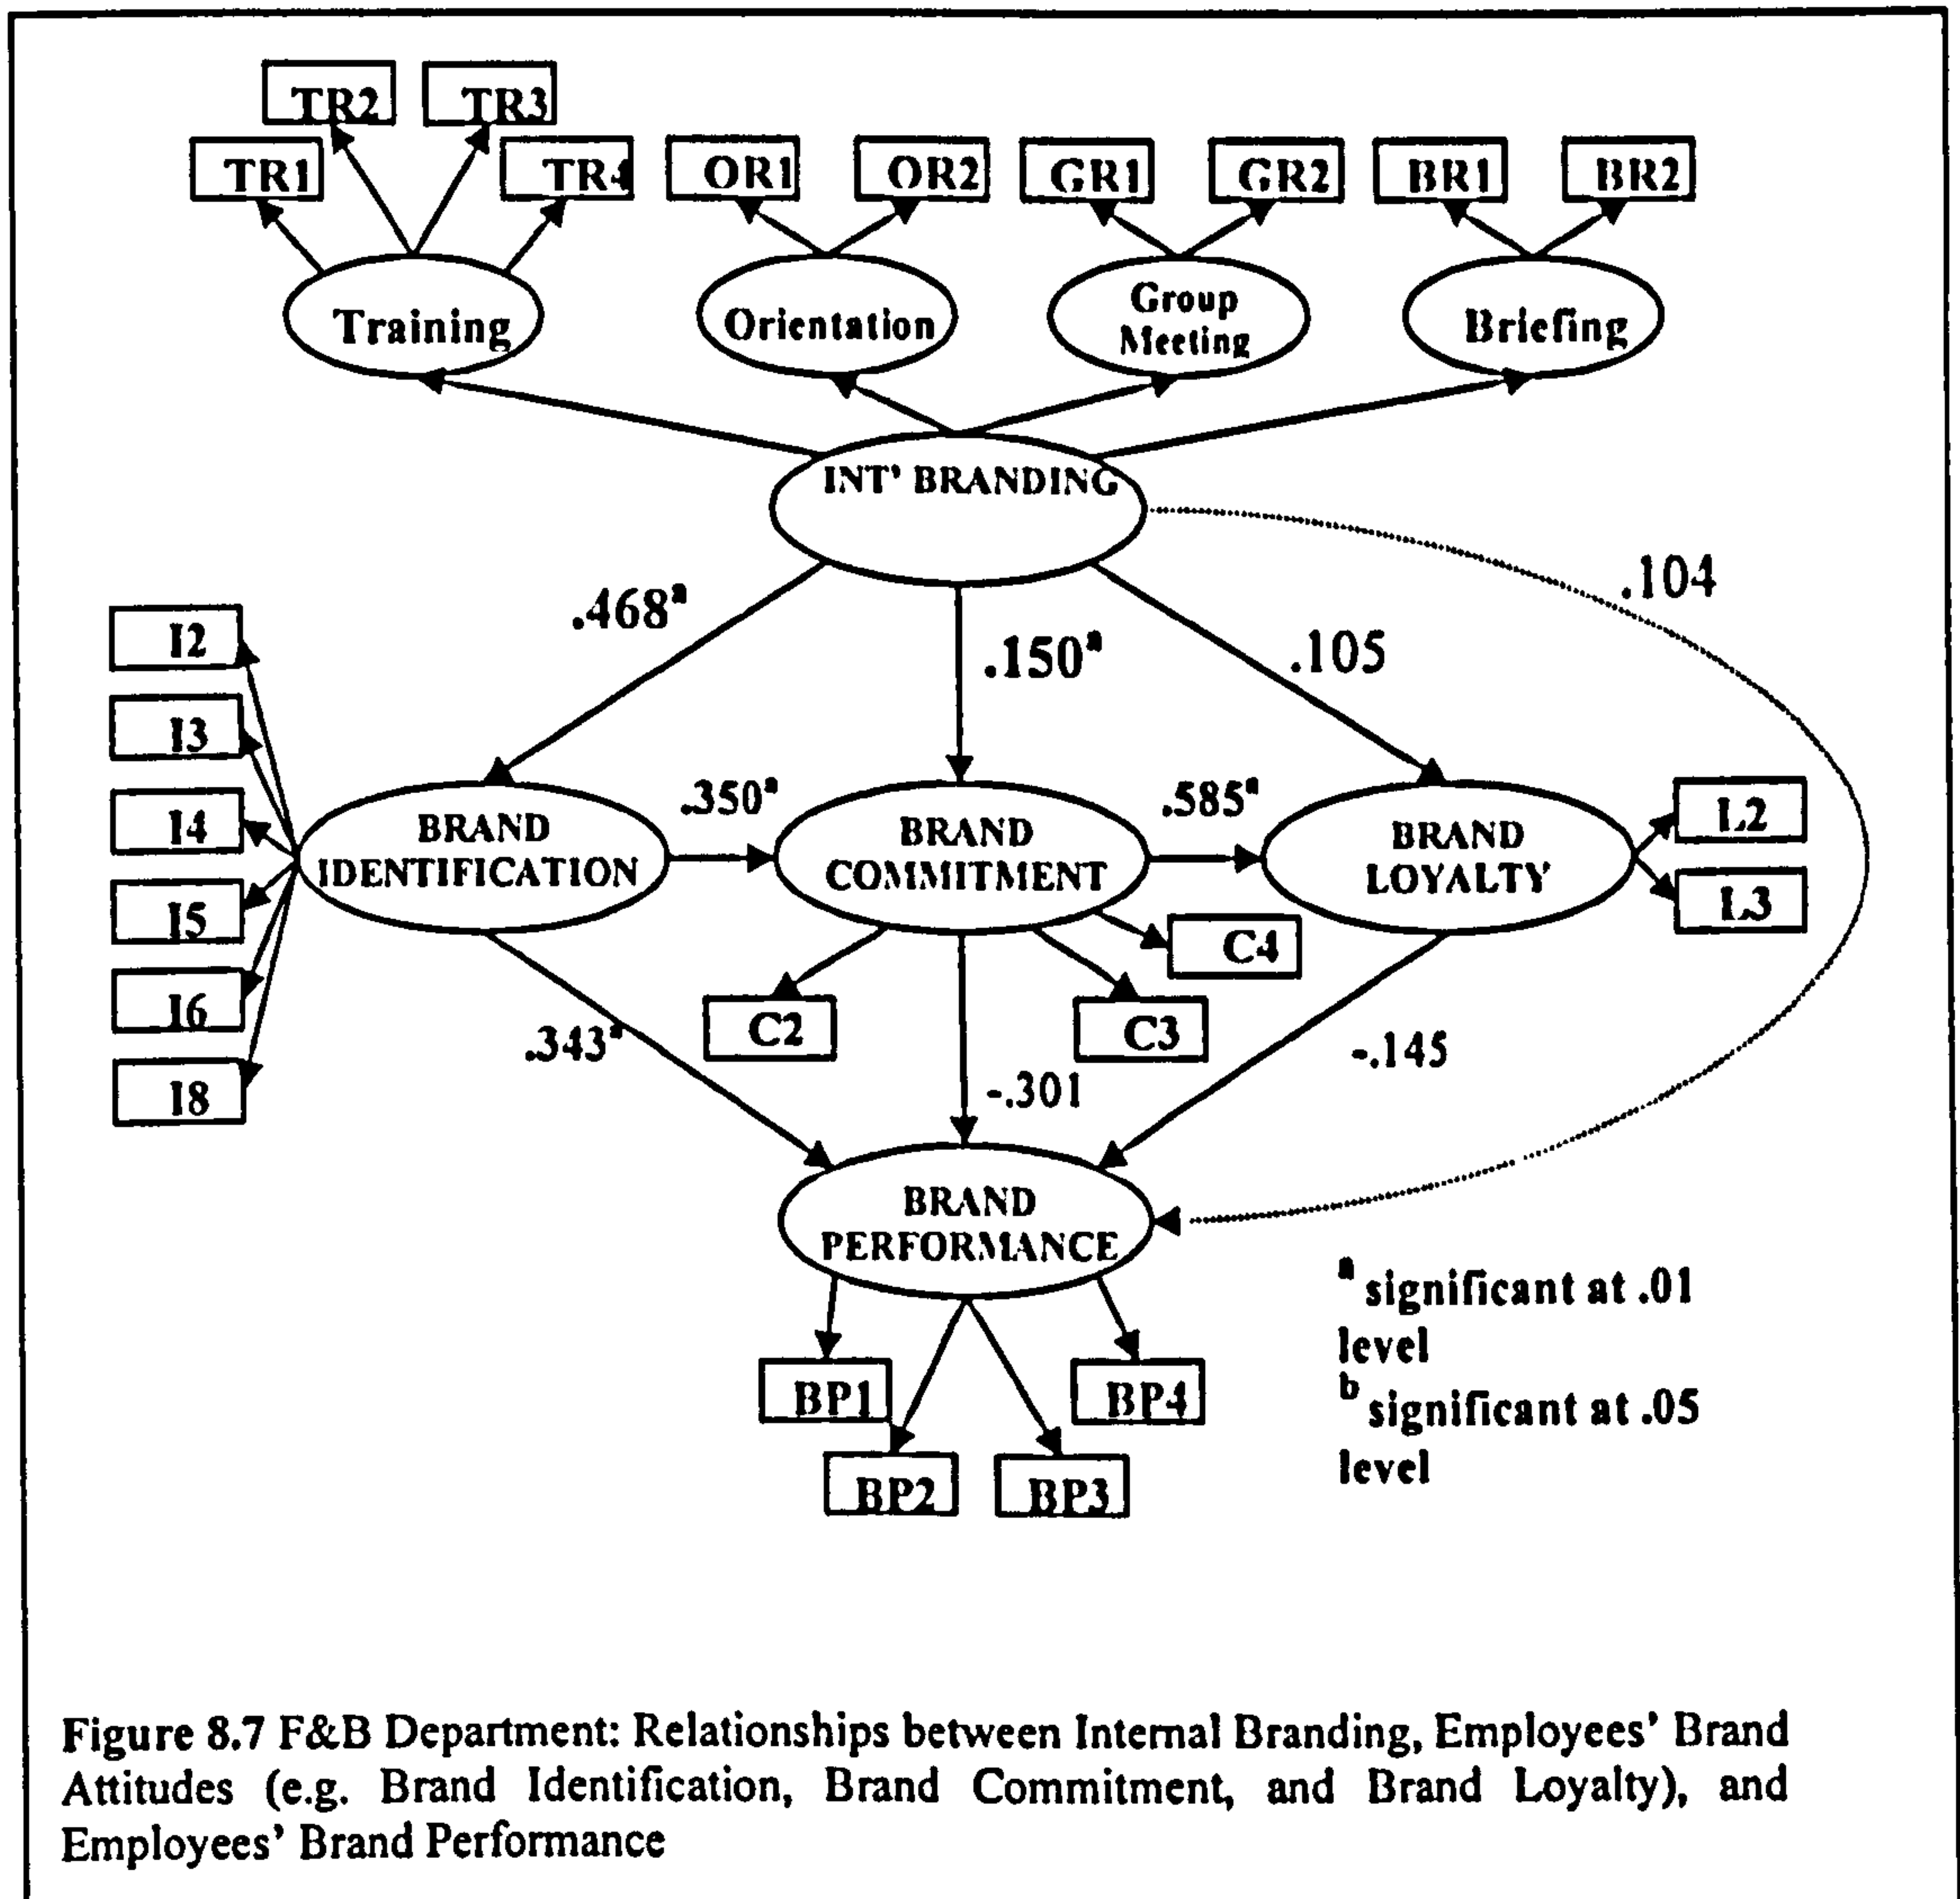 TR2 TR3
TR1 TR4 OR1 OR2 GR1 GR2 BR1 BR2
Training Orientation Group Meeting Briefing
INT' BRANDING
.104
.468ª
.150ª .105
I2
I3
I4
I5
I6
I8
.350ª .585ª
BRAND
IDENTIFICATION
BRAND
COMMITMENT
BRAND
LOYALTY
L2
L3
C4
C2 C3
.343ª -.301 -.145
BRAND
PERFORMANCE
BP1 BP4
BP2 BP3
ª significant at .01
level
ᵇ significant at .05
level
Figure 8.7 F&B Department: Relationships between Internal Branding, Employees' Brand
Attitudes (e.g. Brand Identification, Brand Commitment, and Brand Loyalty), and
Employees' Brand Performance